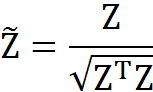 Z̃ = Z / √(ZᵀZ)